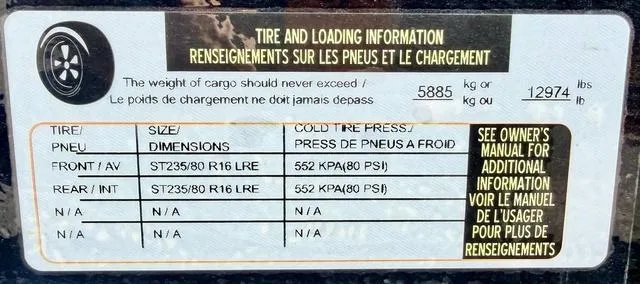 TIRE AND LOADING INFORMATION
RENSEIGNEMENTS SUR LES PNEUS ET LE CHARGEMENT
The weight of cargo should never exceed / 5885 kg or 12974 lbs
Le poids de chargement ne doit jamais depass kg ou lb
TIRE/ SIZE/ COLD TIRE PRESS./
PNEU DIMENSIONS PRESS DE PNEUS A FROID
FRONT / AV ST235/80 R16 LRE 552 KPA(80 PSI)
REAR / INT ST235/80 R16 LRE 552 KPA(80 PSI)
N / A N / A N / A
N / A N / A N / A
SEE OWNER'S
MANUAL FOR
ADDITIONAL
INFORMATION
VOIR LE MANUEL
DE L'USAGER
POUR PLUS DE
RENSEIGNEMENTS